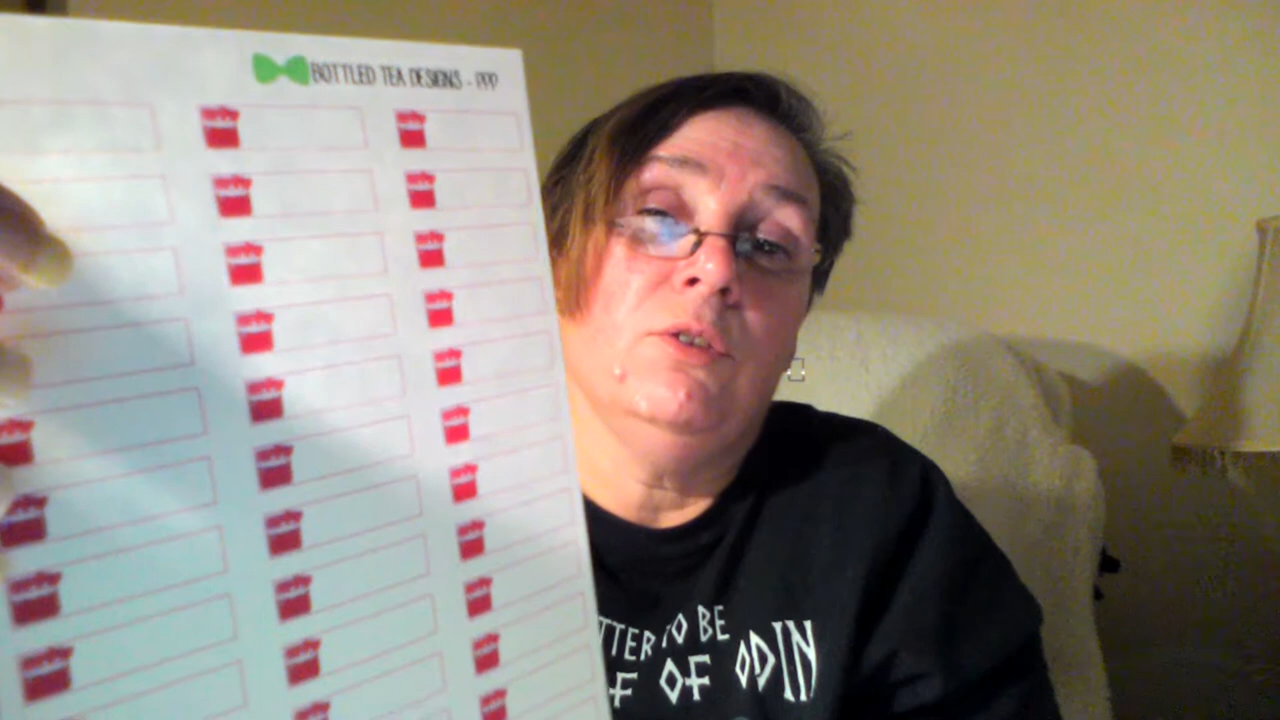 BOTTLED TEA DESIGNS - PPP
TTER TO BE
F OF ODIN